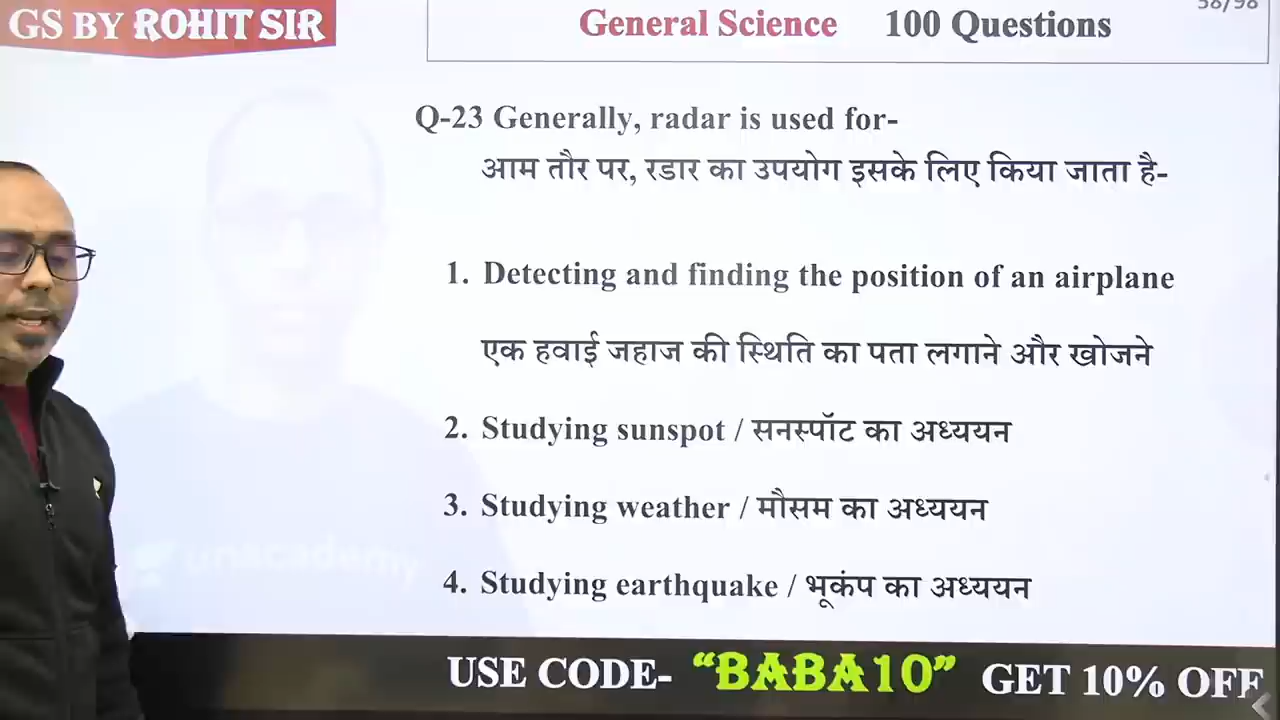 GS BY ROHIT SIR
General Science 100 Questions
58/98
Q-23 Generally, radar is used for-
आम तौर पर, रडार का उपयोग इसके लिए किया जाता है-
1. Detecting and finding the position of an airplane
एक हवाई जहाज की स्थिति का पता लगाने और खोजने
2. Studying sunspot / सनस्पॉट का अध्ययन
3. Studying weather / मौसम का अध्ययन
4. Studying earthquake / भूकंप का अध्ययन
unacademy
USE CODE- “BABA10” GET 10% OFF